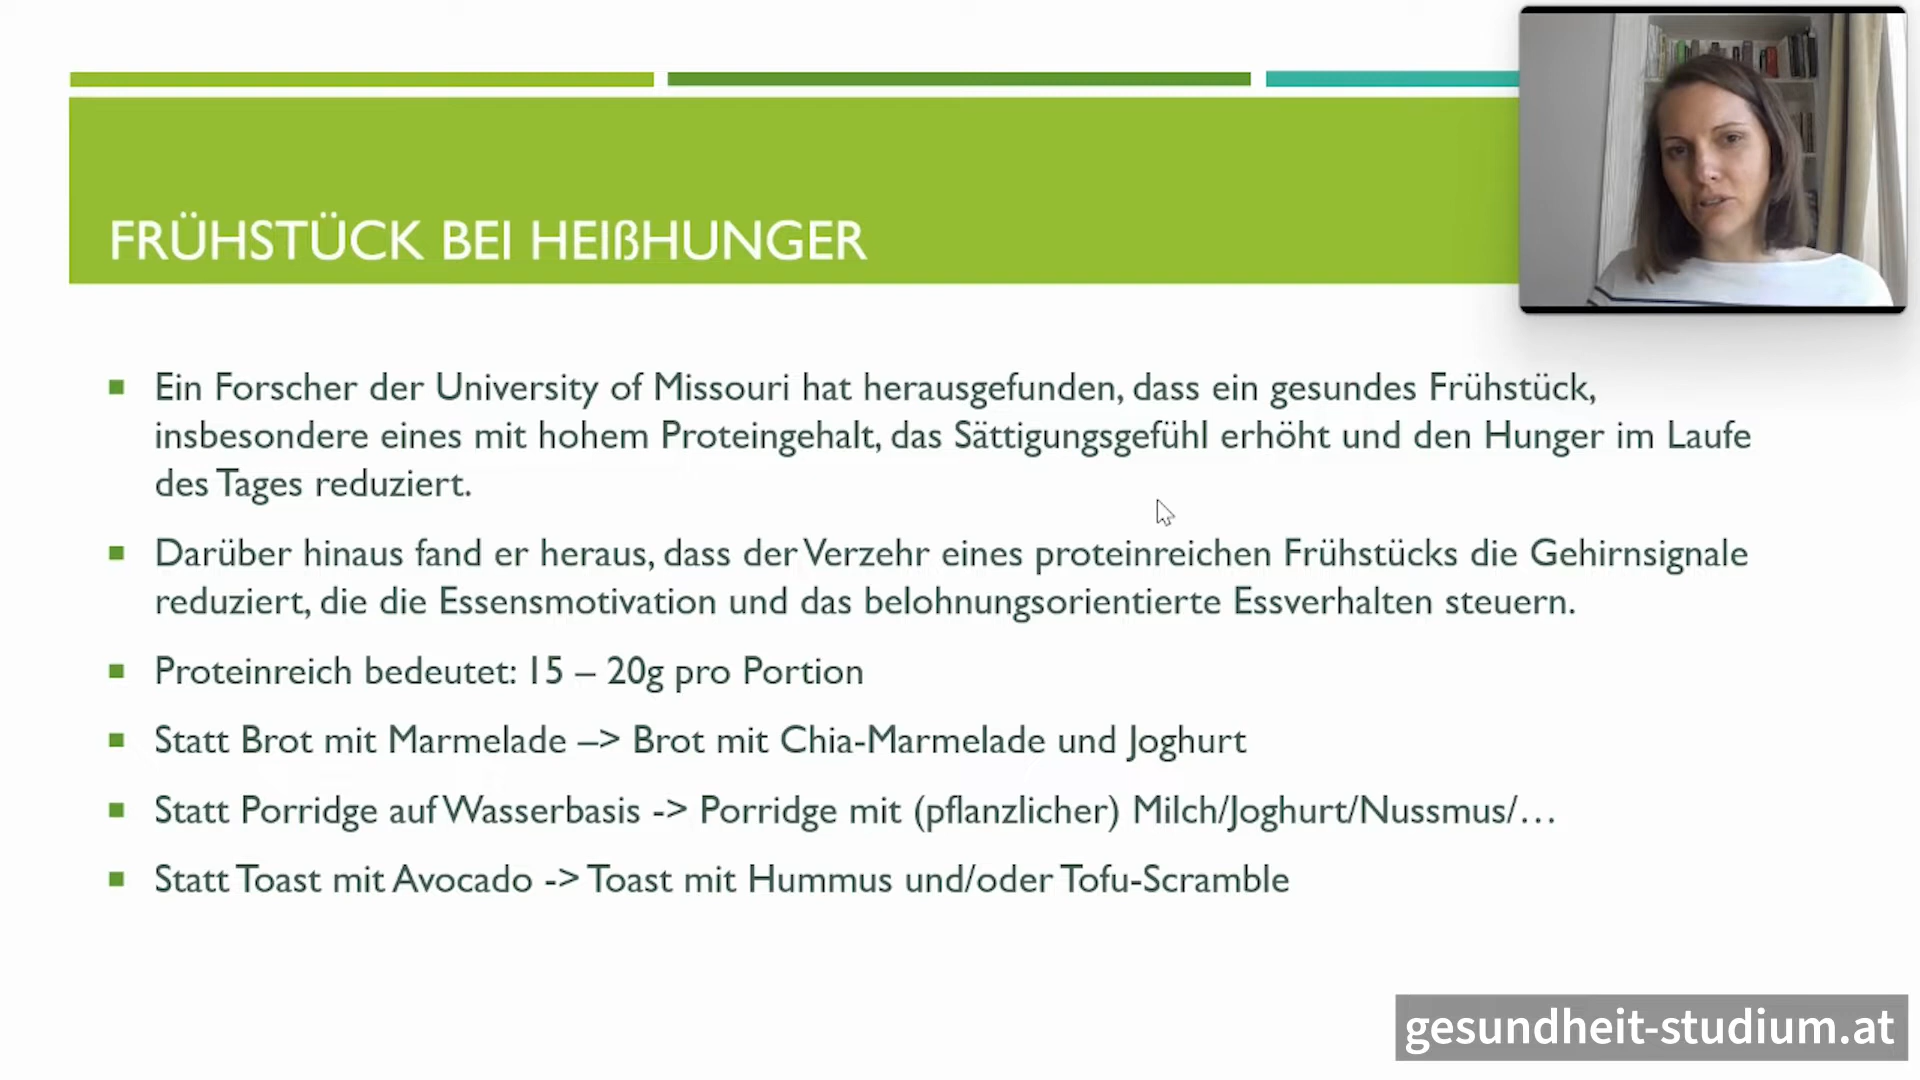 FRÜHSTÜCK BEI HEIßHUNGER
Ein Forscher der University of Missouri hat herausgefunden, dass ein gesundes Frühstück,
insbesondere eines mit hohem Proteingehalt, das Sättigungsgefühl erhöht und den Hunger im Laufe
des Tages reduziert.
Darüber hinaus fand er heraus, dass der Verzehr eines proteinreichen Frühstücks die Gehirnsignale
reduziert, die die Essensmotivation und das belohnungsorientierte Essverhalten steuern.
Proteinreich bedeutet: 15 – 20g pro Portion
Statt Brot mit Marmelade –> Brot mit Chia-Marmelade und Joghurt
Statt Porridge auf Wasserbasis -> Porridge mit (pflanzlicher) Milch/Joghurt/Nussmus/…
Statt Toast mit Avocado -> Toast mit Hummus und/oder Tofu-Scramble
gesundheit-studium.at